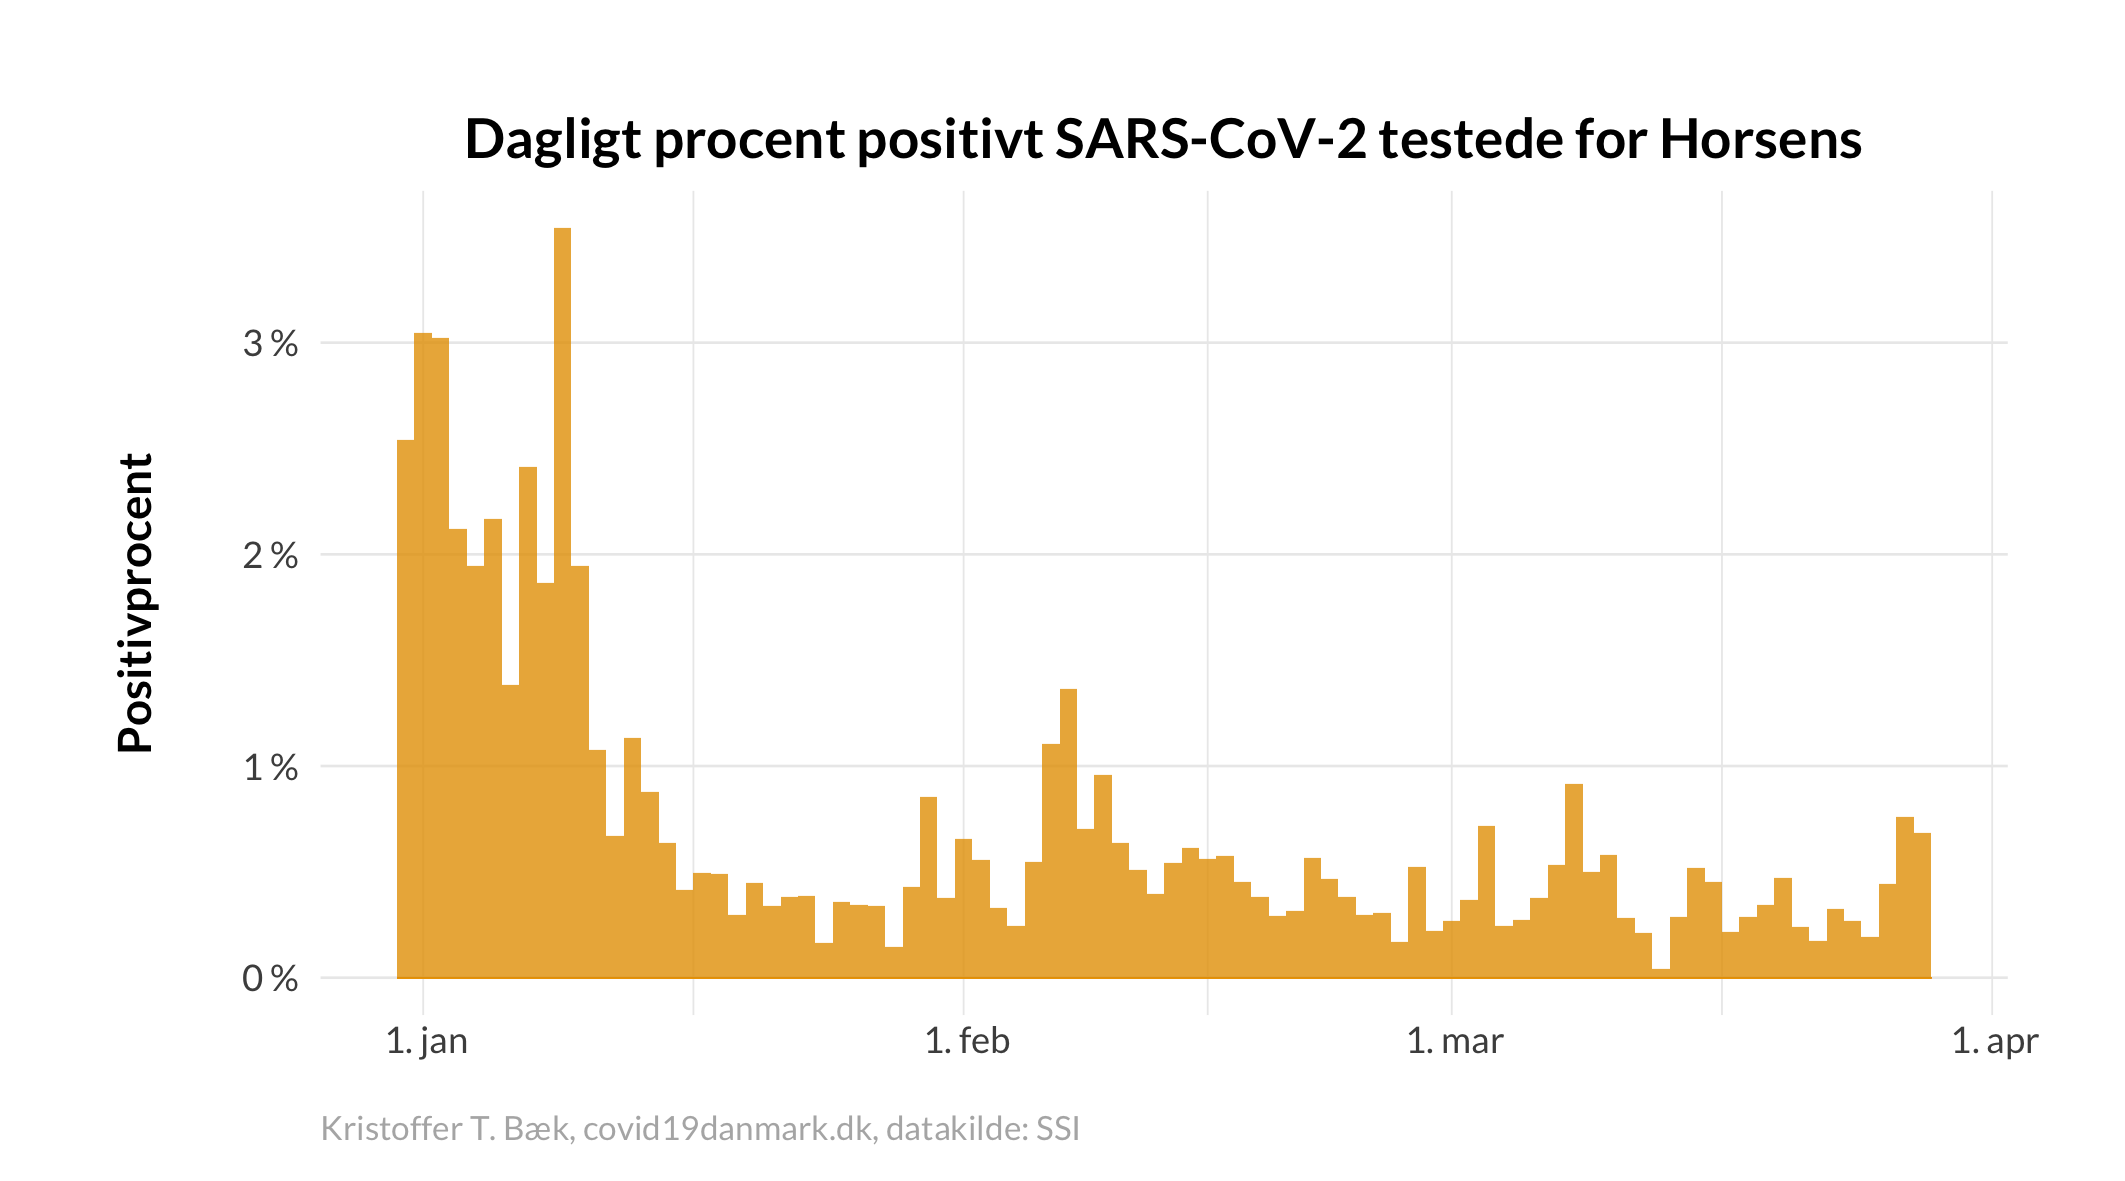 Dagligt procent positivt SARS-CoV-2 testede for Horsens
Positivprocent
3 %
2 %
1 %
0 %
1. jan
1. feb
1. mar
1. apr
Kristoffer T. Bæk, covid19danmark.dk, datakilde: SSI